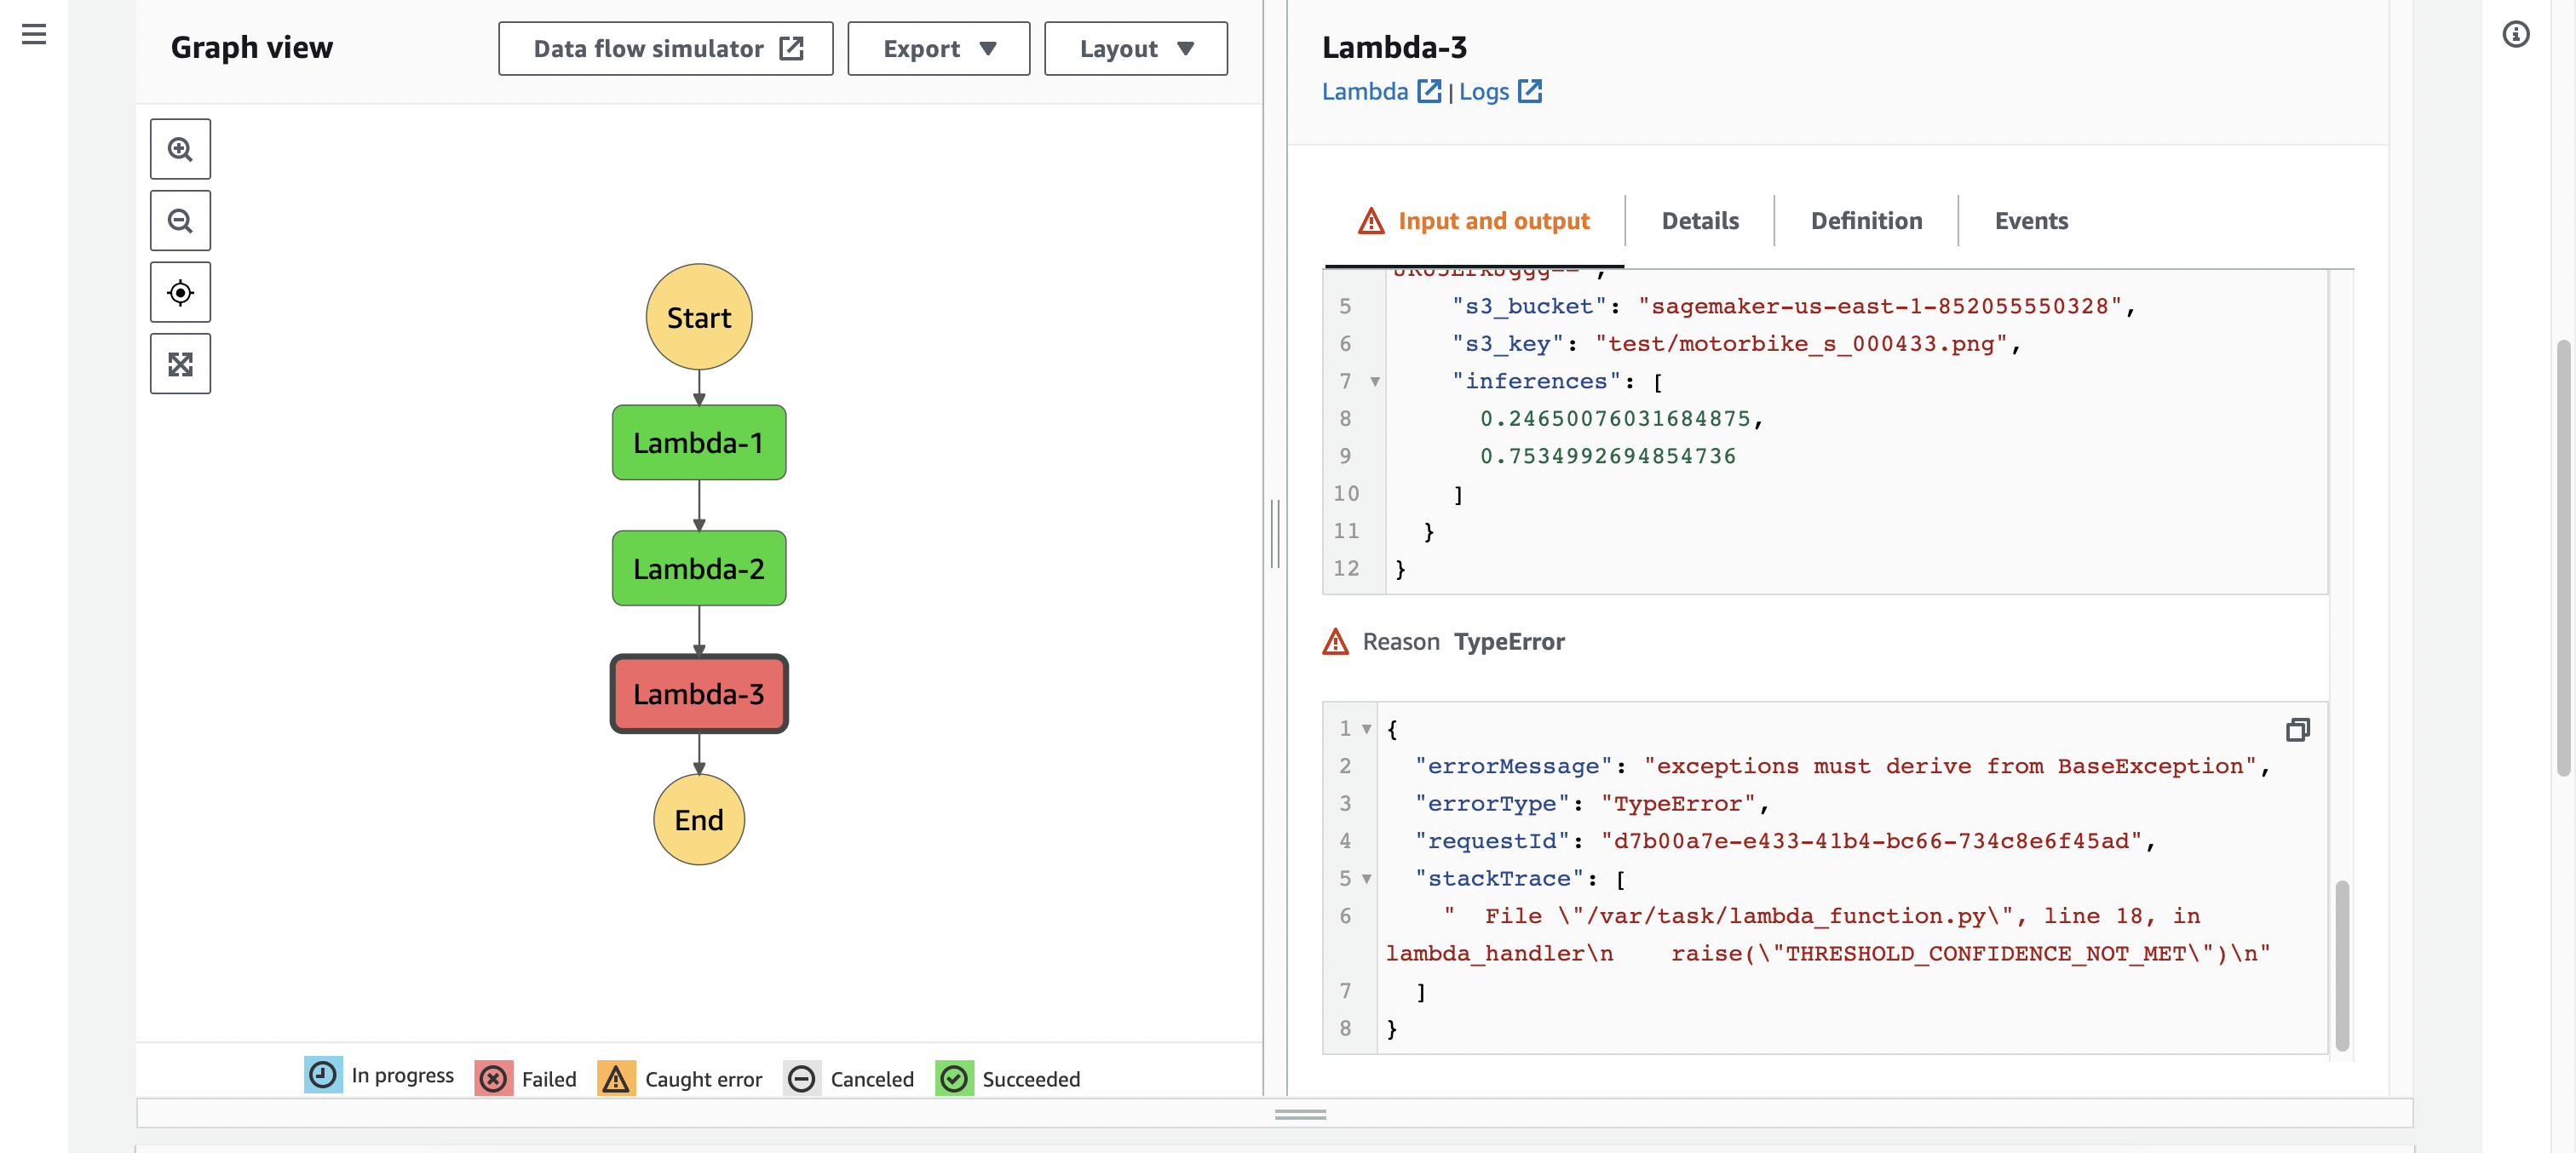 Graph view
Data flow simulator
Export
Layout
Start
Lambda-1
Lambda-2
Lambda-3
End
In progress
Failed
Caught error
Canceled
Succeeded
Lambda-3
Lambda | Logs
Input and output
Details
Definition
Events
5 "s3_bucket": "sagemaker-us-east-1-852055550328",
6 "s3_key": "test/motorbike_s_000433.png",
7 "inferences": [
8 0.24650076031684875,
9 0.7534992694854736
10 ]
11 }
12 }
Reason TypeError
1 {
2 "errorMessage": "exceptions must derive from BaseException",
3 "errorType": "TypeError",
4 "requestId": "d7b00a7e-e433-41b4-bc66-734c8e6f45ad",
5 "stackTrace": [
6 "  File \"/var/task/lambda_function.py\", line 18, in
lambda_handler\n    raise(\"THRESHOLD_CONFIDENCE_NOT_MET\")\n"
7 ]
8 }